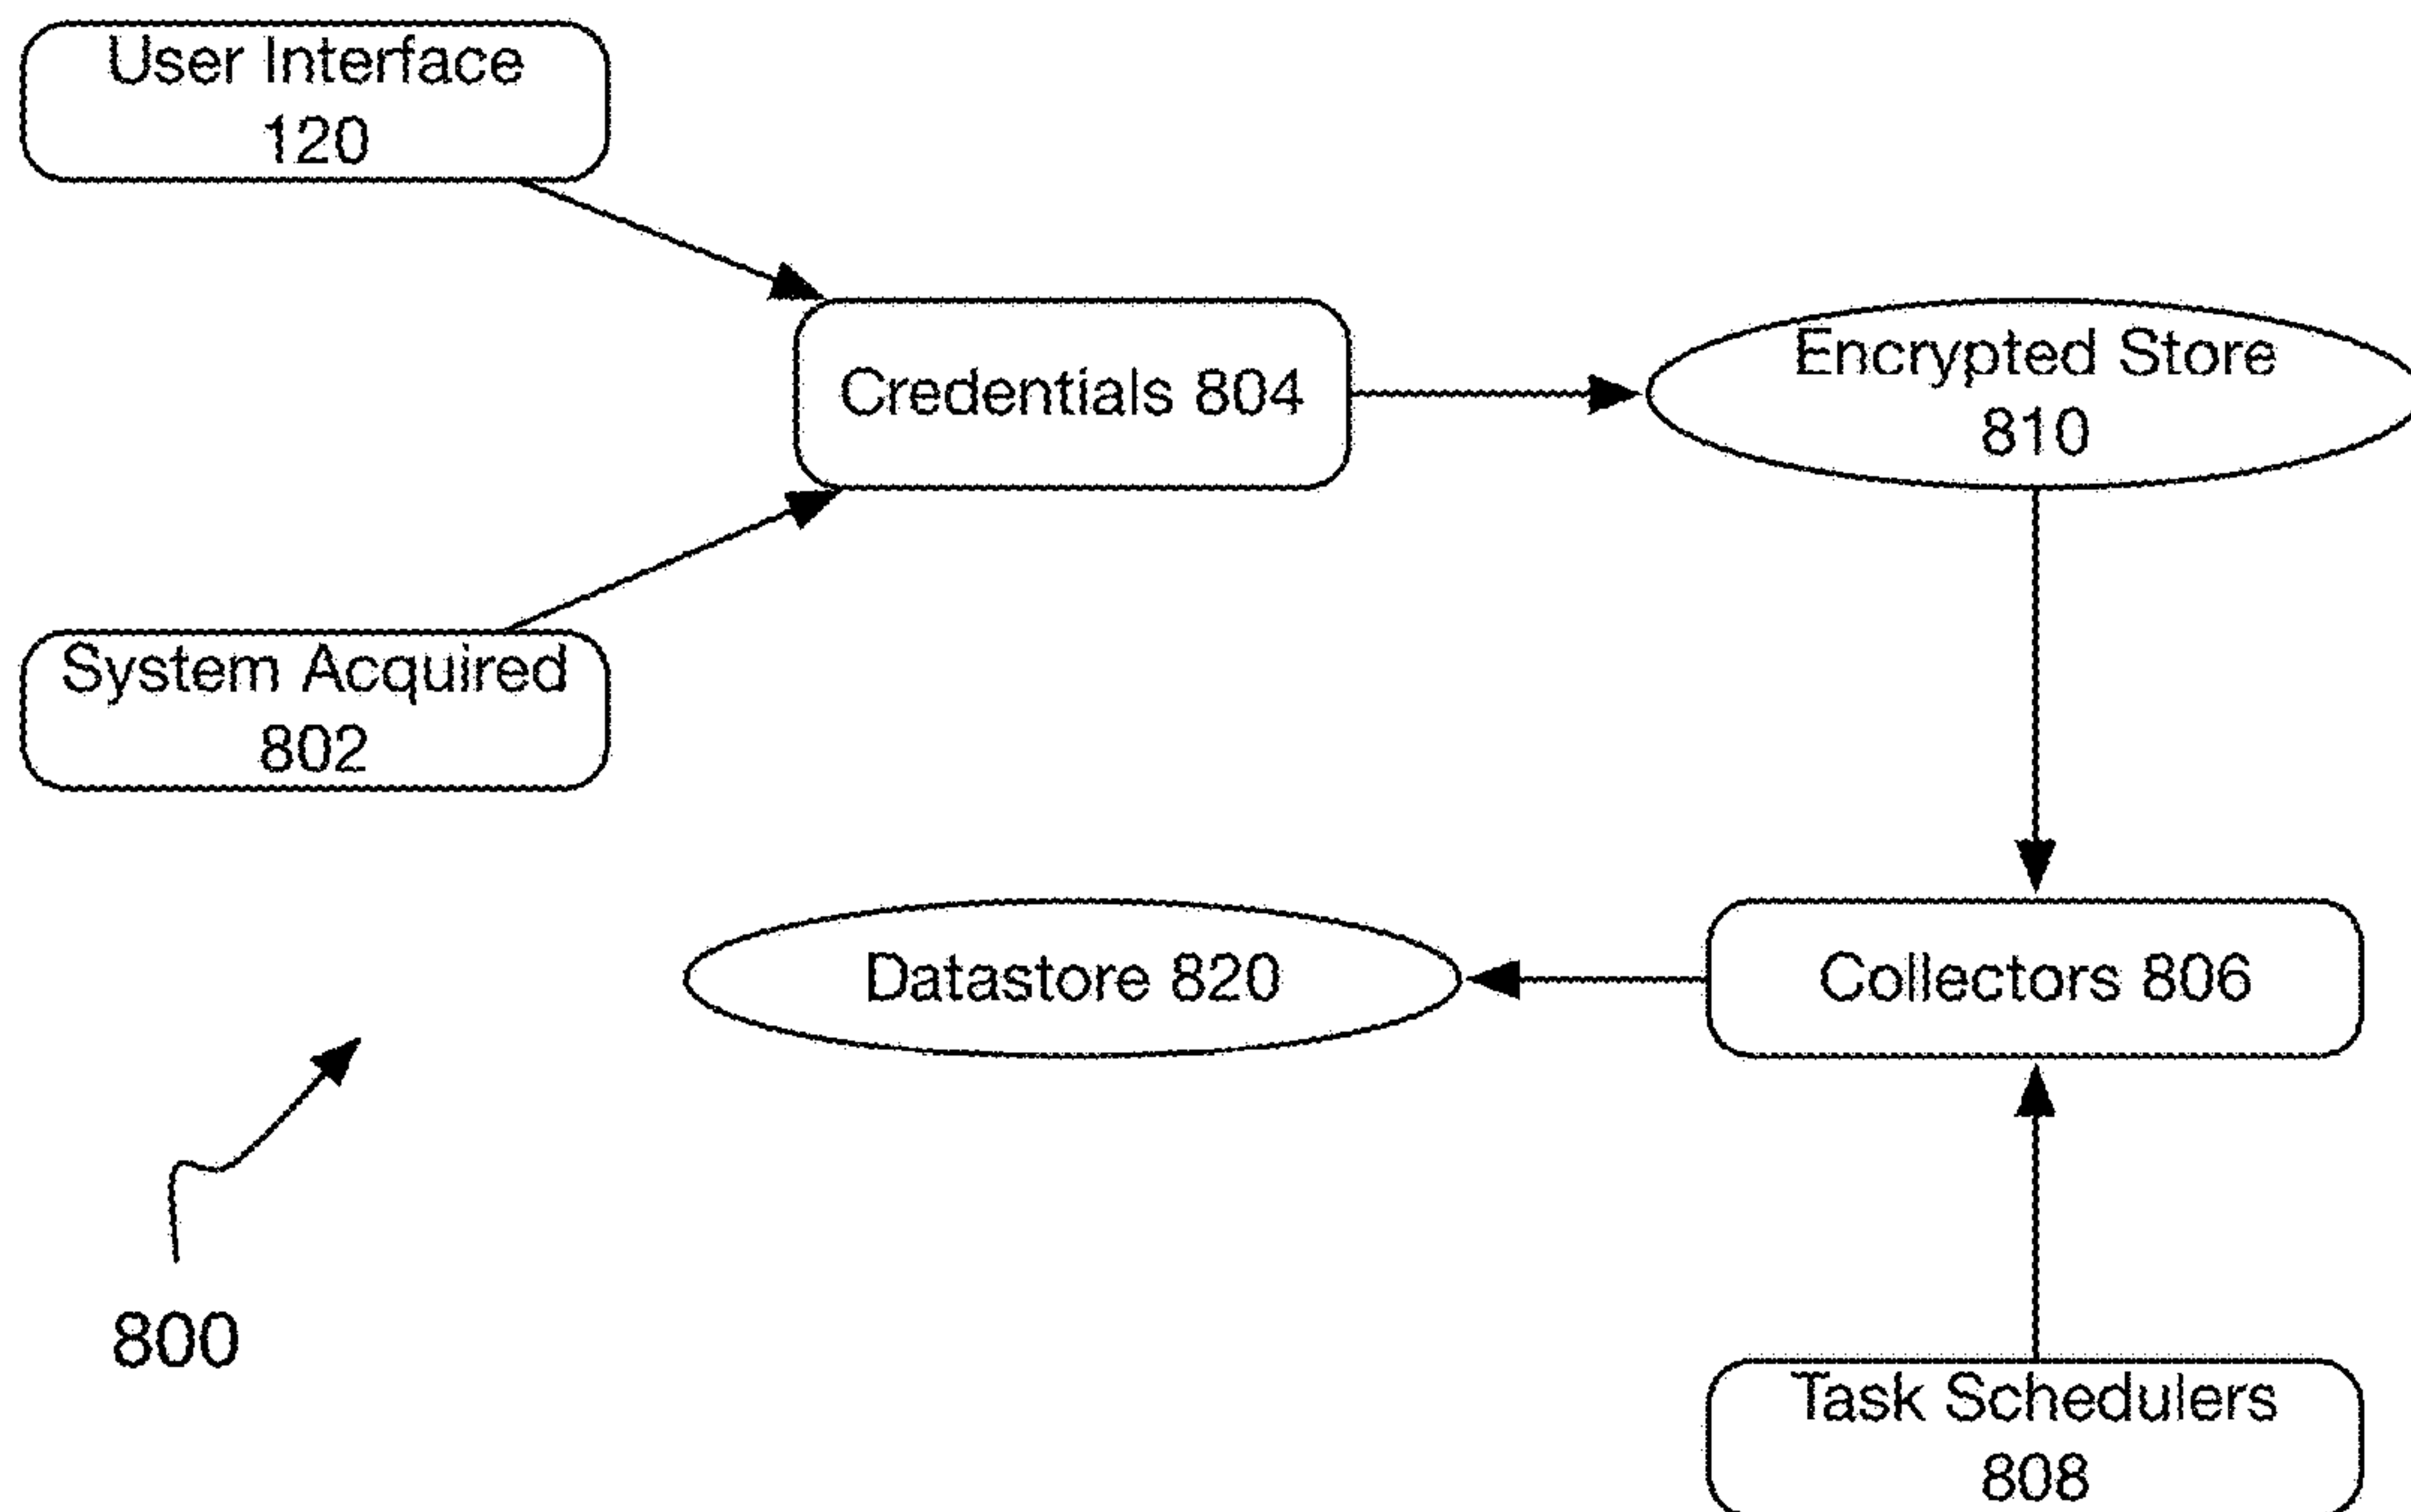 User Interface
120
Credentials 804
Encrypted Store
810
System Acquired
802
Datastore 820
Collectors 806
800
Task Schedulers
808